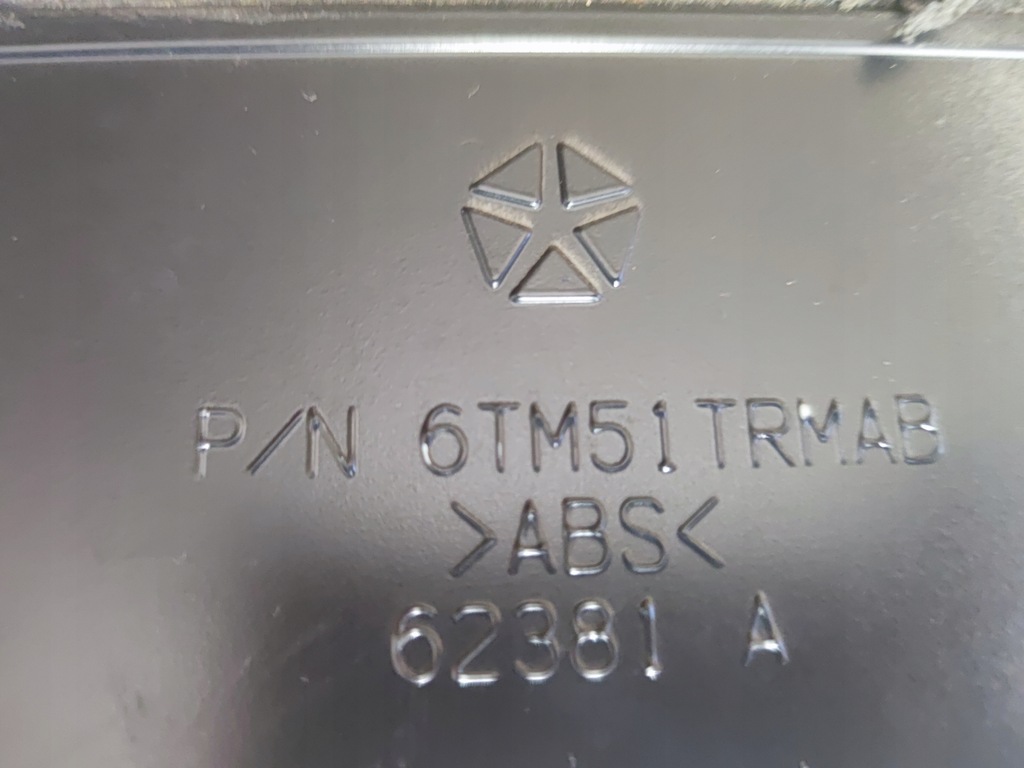 P/N 6TM51TRMAB
>ABS<
62381 A